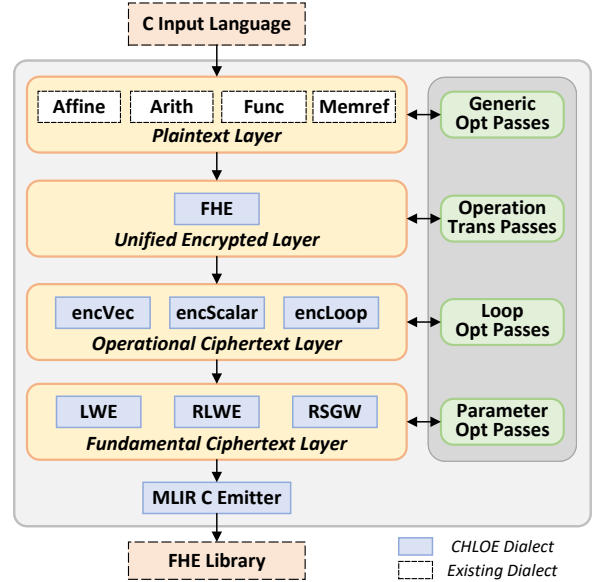 C Input Language
Affine Arith Func Memref
Plaintext Layer
Generic
Opt Passes
FHE
Unified Encrypted Layer
Operation
Trans Passes
encVec encScalar encLoop
Operational Ciphertext Layer
Loop
Opt Passes
LWE RLWE RSGW
Fundamental Ciphertext Layer
Parameter
Opt Passes
MLIR C Emitter
FHE Library
CHLOE Dialect
Existing Dialect